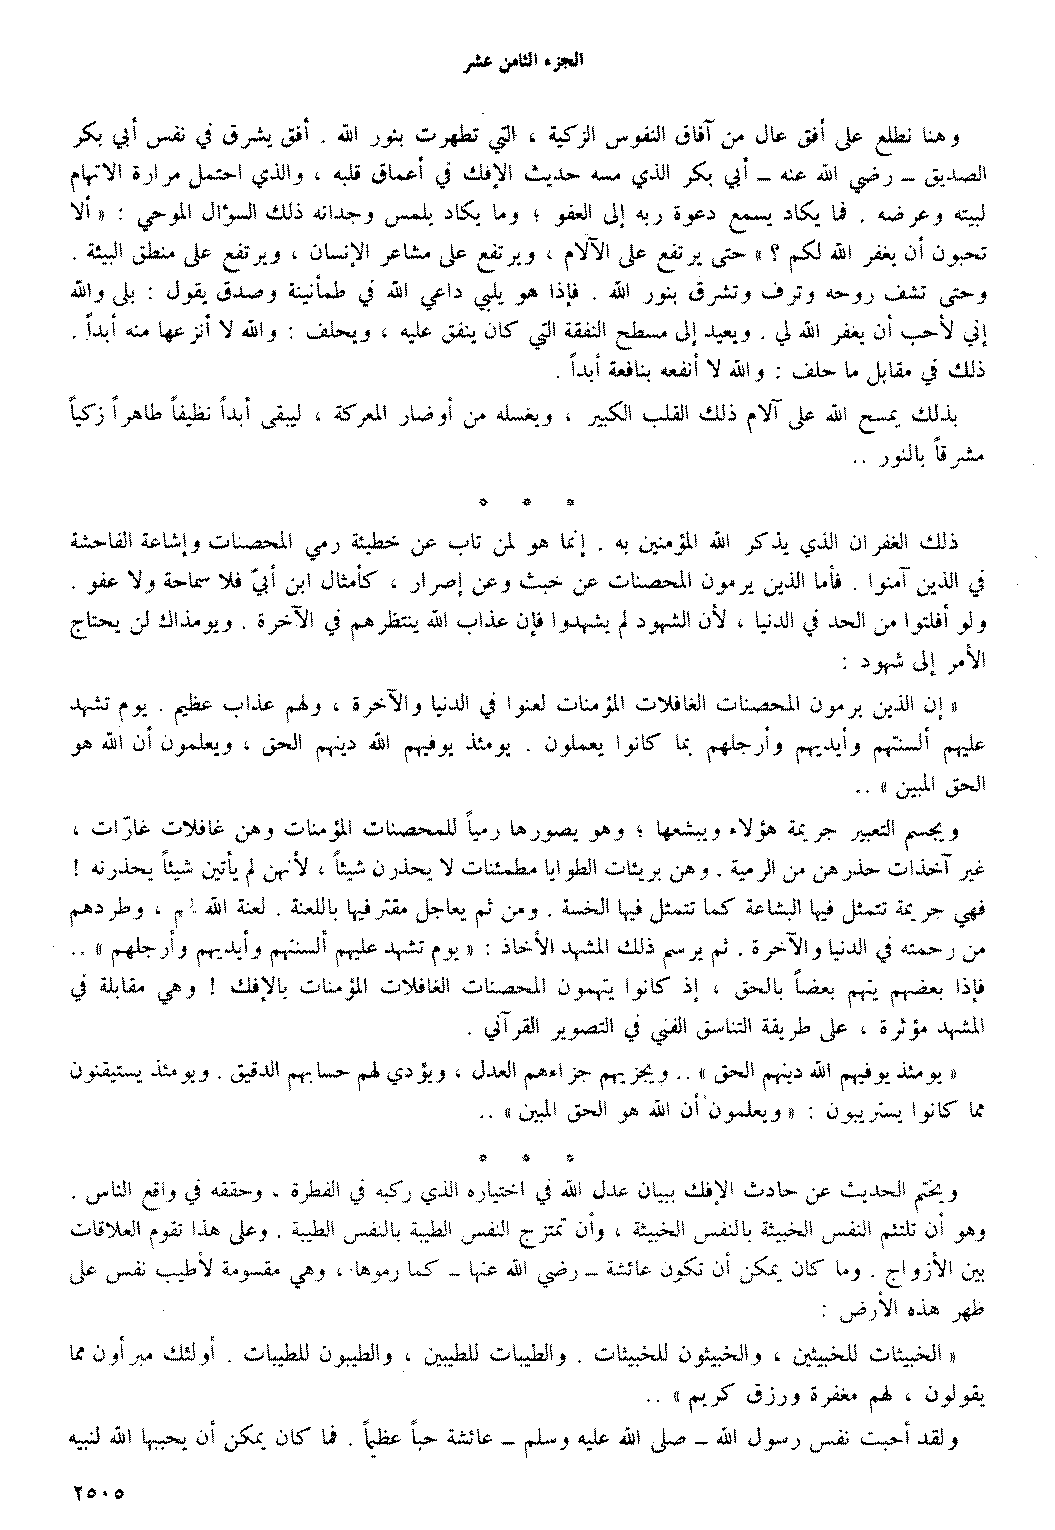 الجزء الثامن عشر
وهنا نطلع على أفق عال من آفاق النفوس الزكية ، التي تطهرت بنور الله . أفق يشرق في نفس أبي بكر
الصديق – رضي الله عنه – أبي بكر الذي مسه حديث الإفك في أعماق قلبه ، والذي احتمل مرارة الاتهام
لبيته وعرضه . فما يكاد يسمع دعوة ربه إلى العفو ؛ وما يكاد يلمس وجدانه ذلك السؤال الموحي : « ألا
تحبون أن يغفر الله لكم ؟ » حتى يرتفع على الآلام ، ويرتفع على مشاعر الإنسان ، ويرتفع على منطق البيئة .
وحتى تشف روحه وترف وتشرق بنور الله . فإذا هو يلبي داعي الله في طمأنينة وصدق يقول : بلى والله
إني لأحب أن يغفر الله لي . ويعيد إلى مسطح النفقة التي كان ينفق عليه ، ويحلف : والله لا أنزعها منه أبداً .
ذلك في مقابل ما حلف : والله لا أنفعه بنافعة أبداً .
بذلك يمسح الله على آلام ذلك القلب الكبير ، ويغسله من أوضار المعركة ، ليبقى أبداً نظيفاً طاهراً زكياً
مشرقاً بالنور ..
* * *
ذلك الغفران الذي يذكر الله المؤمنين به . إنما هو لمن تاب عن خطيئة رمي المحصنات وإشاعة الفاحشة
في الذين آمنوا . فأما الذين يرمون المحصنات عن خبث وعن إصرار ، كأمثال ابن أبيّ فلا سماحة ولا عفو .
ولو أفلتوا من الحد في الدنيا ، لأن الشهود لم يشهدوا فإن عذاب الله ينتظرهم في الآخرة . ويومذاك لن يحتاج
الأمر إلى شهود :
« إن الذين يرمون المحصنات الغافلات المؤمنات لعنوا في الدنيا والآخرة ، ولهم عذاب عظيم . يوم تشهد
عليهم ألسنتهم وأيديهم وأرجلهم بما كانوا يعملون . يومئذ يوفيهم الله دينهم الحق ، ويعلمون أن الله هو
الحق المبين » ..
ويجسم التعبير جريمة هؤلاء ويبشعها ؛ وهو يصورها رمياً للمحصنات المؤمنات وهن غافلات غارّات ،
غير آخذات حذرهن من الرمية . وهن بريئات الطوايا مطمئنات لا يحذرن شيئاً ، لأنهن لم يأتين شيئاً يحذرنه !
فهي جريمة تتمثل فيها البشاعة كما تتمثل فيها الخسة . ومن ثم يعاجل مقترفيها باللعنة . لعنة الله ، وطردهم
من رحمته في الدنيا والآخرة . ثم يرسم ذلك المشهد الأخاذ : « يوم تشهد عليهم ألسنتهم وأيديهم وأرجلهم » ..
فإذا بعضهم يتهم بعضاً بالحق ، إذ كانوا يتهمون المحصنات الغافلات المؤمنات بالإفك ! وهي مقابلة في
المشهد مؤثرة ، على طريقة التناسق الفني في التصوير القرآني .
« يومئذ يوفيهم الله دينهم الحق » .. ويجزيهم جزاءهم العدل ، ويؤدي لهم حسابهم الدقيق . ويومئذ يستيقنون
مما كانوا يستريبون : « ويعلمون أن الله هو الحق المبين » ..
* * *
ويختم الحديث عن حادث الإفك ببيان عدل الله في اختياره الذي ركبه في الفطرة ، وحققه في واقع الناس .
وهو أن تلتئم النفس الخبيثة بالنفس الخبيثة ، وأن تمتزج النفس الطيبة بالنفس الطيبة . وعلى هذا تقوم العلاقات
بين الأزواج . وما كان يمكن أن تكون عائشة – رضي الله عنها – كما رموها ، وهي مقسومة لأطيب نفس على
ظهر هذه الأرض :
« الخبيثات للخبيثين ، والخبيثون للخبيثات . والطيبات للطيبين ، والطيبون للطيبات . أولئك مبرأون مما
يقولون ، لهم مغفرة ورزق كريم » ..
ولقد أحبت نفس رسول الله – صلى الله عليه وسلم – عائشة حباً عظيماً . فما كان يمكن أن يحببها الله لنبيه
٢٥٠٥